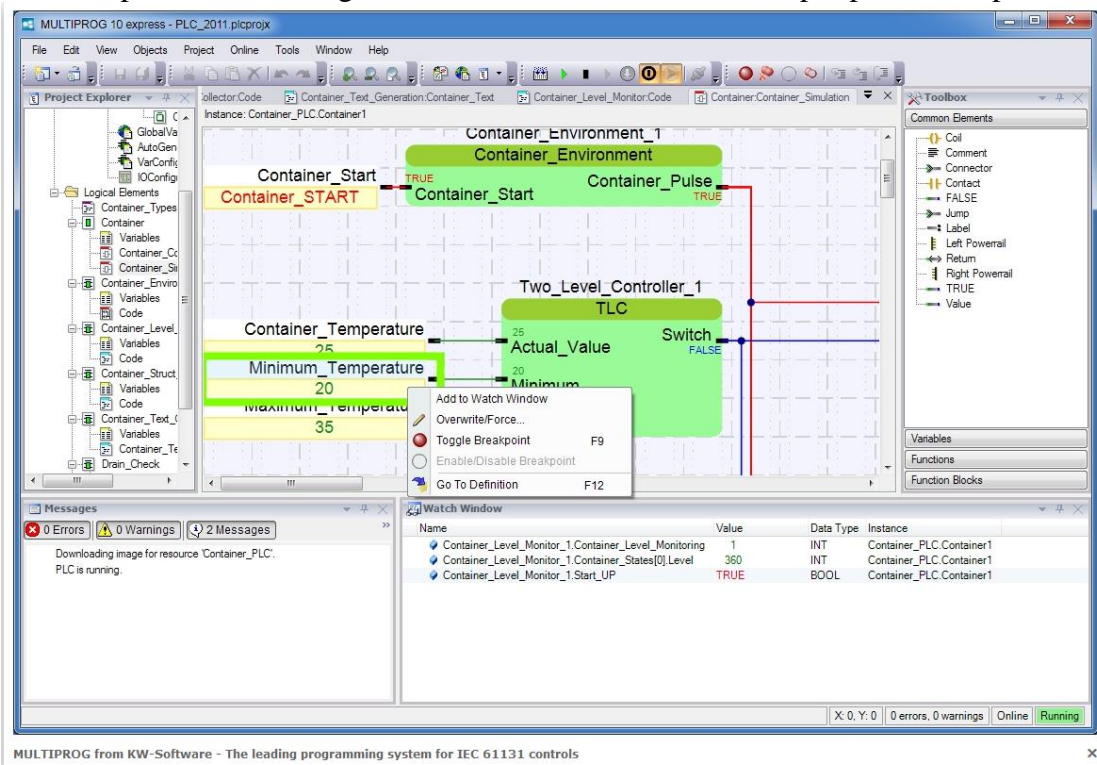 MULTIPROG 10 express - PLC_2011.plcprojx
File Edit View Objects Project Online Tools Window Help
Project Explorer
ollector:Code
Container_Text_Generation:Container_Text
Container_Level_Monitor:Code
Container:Container_Simulation
Toolbox
Instance: Container_PLC.Container1
Common Elements
GlobalVa
AutoGen
VarConfig
IOConfigu
Logical Elements
Container_Types
Container
Variables
Container_Co
Container_Si
Container_Enviro
Variables
Code
Container_Level_
Variables
Code
Container_Struct_
Variables
Code
Container_Text_G
Variables
Container_Te
Drain_Check
Container_Environment_1
Container_Environment
Container_Start
Container_START
TRUE
Container_Start
Container_Pulse
TRUE
Two_Level_Controller_1
TLC
Container_Temperature
25
25
Actual_Value
Switch
FALSE
Minimum_Temperature
20
20
Minimum
Maximum_Temperatu
35
Add to Watch Window
Overwrite/Force...
Toggle Breakpoint F9
Enable/Disable Breakpoint
Go To Definition F12
Coil
Comment
Connector
Contact
FALSE
Jump
Label
Left Powerrail
Return
Right Powerrail
TRUE
Value
Variables
Functions
Function Blocks
Messages
0 Errors 0 Warnings 2 Messages
Downloading image for resource 'Container_PLC'.
PLC is running.
Watch Window
Name Value Data Type Instance
Container_Level_Monitor_1.Container_Level_Monitoring 1 INT Container_PLC.Container1
Container_Level_Monitor_1.Container_States[0].Level 360 INT Container_PLC.Container1
Container_Level_Monitor_1.Start_UP TRUE BOOL Container_PLC.Container1
X: 0, Y: 0 0 errors, 0 warnings Online Running
MULTIPROG from KW-Software - The leading programming system for IEC 61131 controls